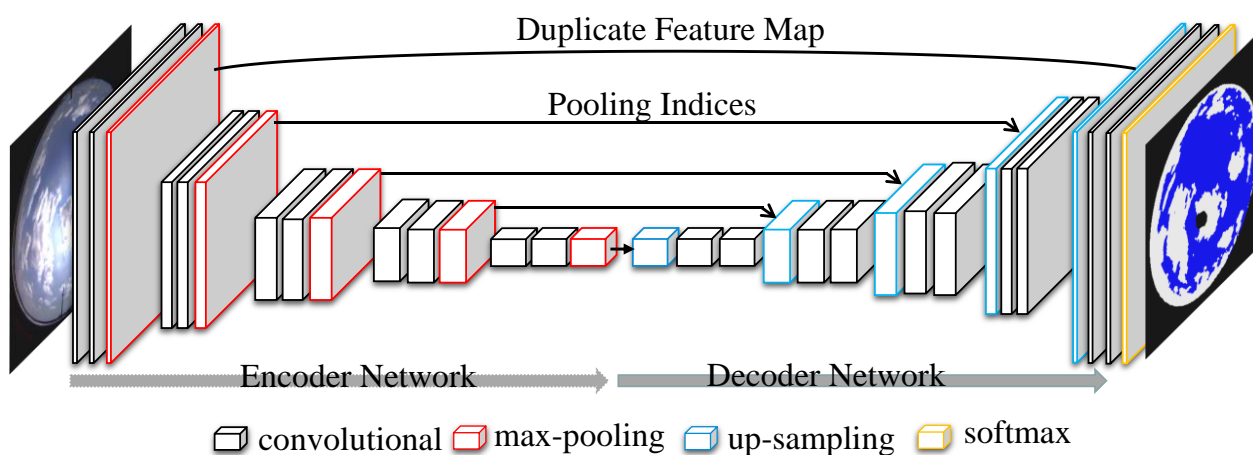 Duplicate Feature Map
Pooling Indices
Encoder Network
Decoder Network
convolutional
max-pooling
up-sampling
softmax